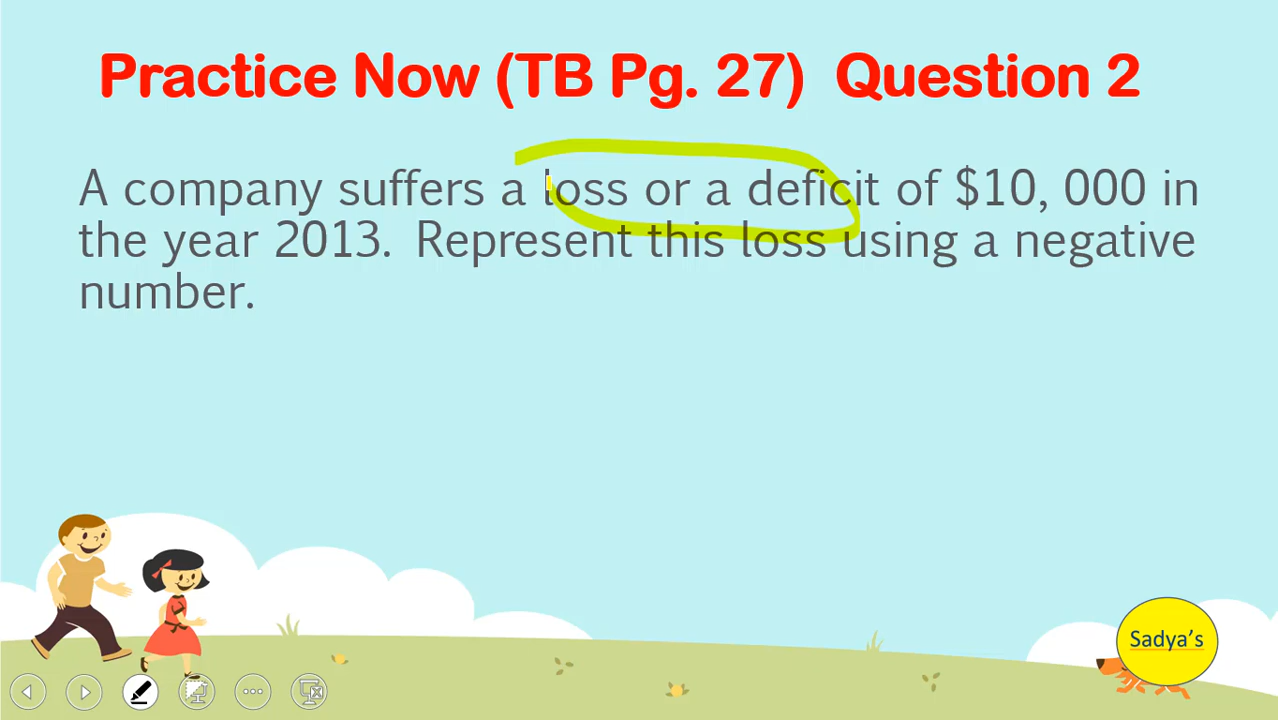 Practice Now (TB Pg. 27) Question 2
A company suffers a loss or a deficit of $10, 000 in
the year 2013. Represent this loss using a negative
number.
Sadya's